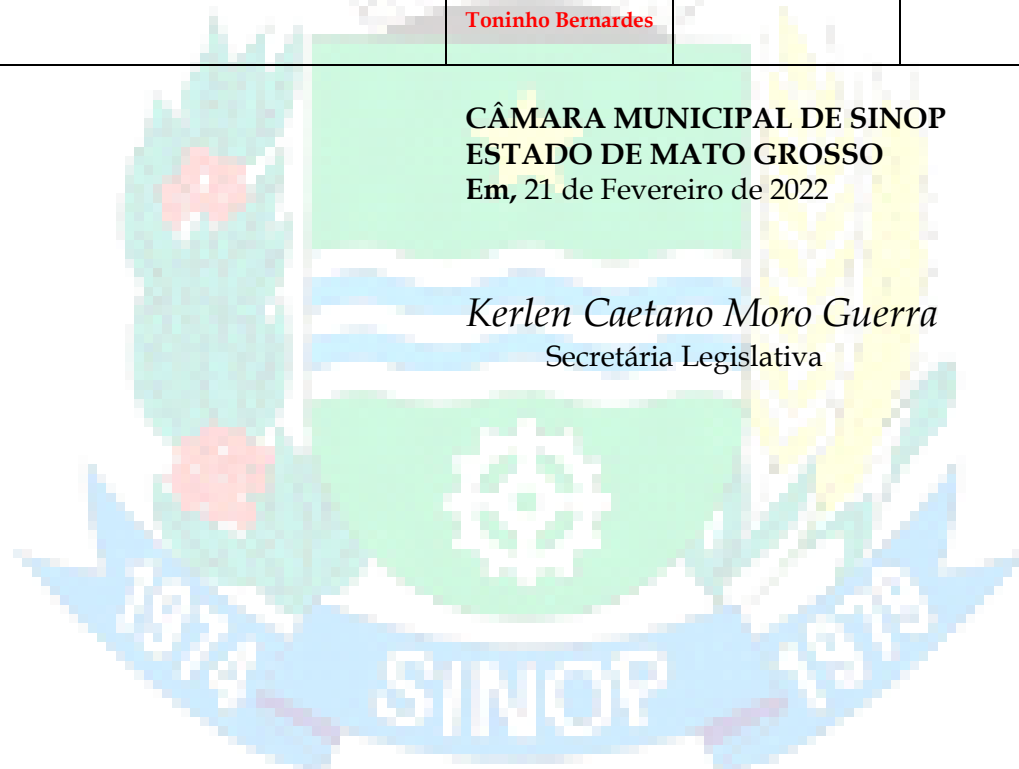 Toninho Bernardes
CÂMARA MUNICIPAL DE SINOP
ESTADO DE MATO GROSSO
Em, 21 de Fevereiro de 2022
Kerlen Caetano Moro Guerra
Secretária Legislativa
1974 SINOP 1979